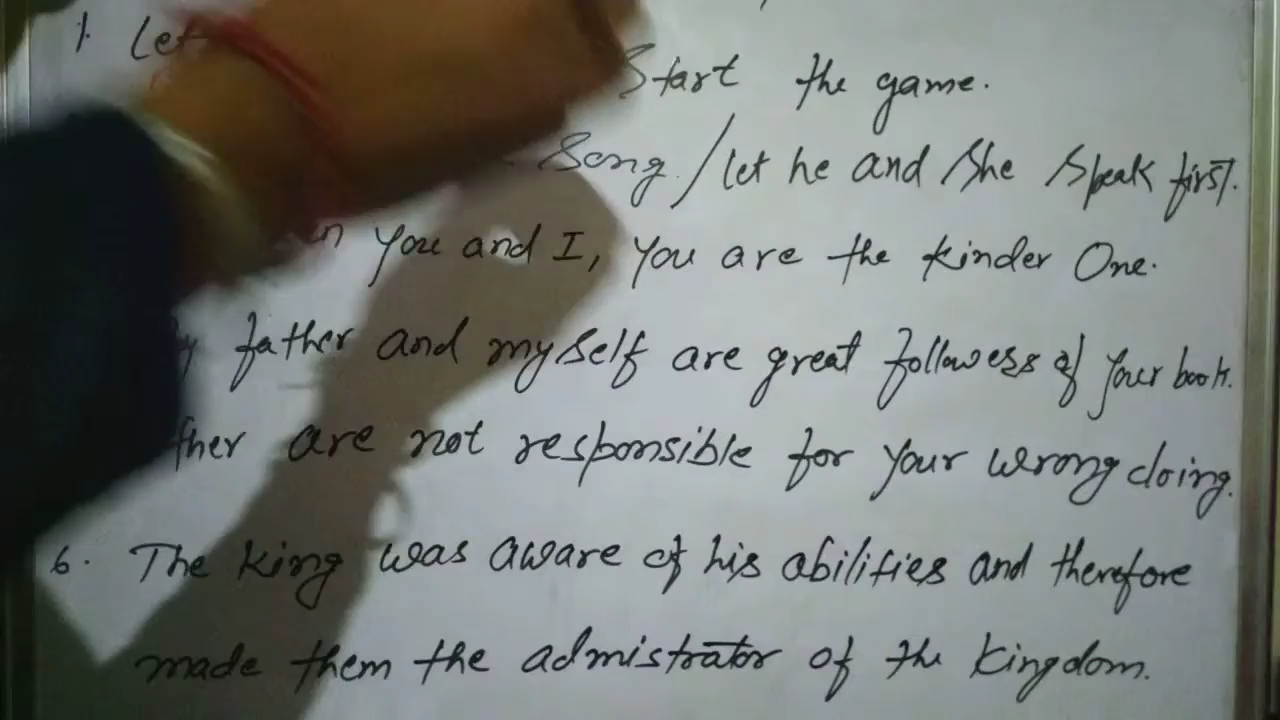 1. Let
Start the game.
Song. / let he and she speak first.
you and I, you are the kinder One.
father and myself are great followers of your book.
are not responsible for your wrong doing.
6. The king was aware of his abilities and therefore
made them the admistrator of the kingdom.